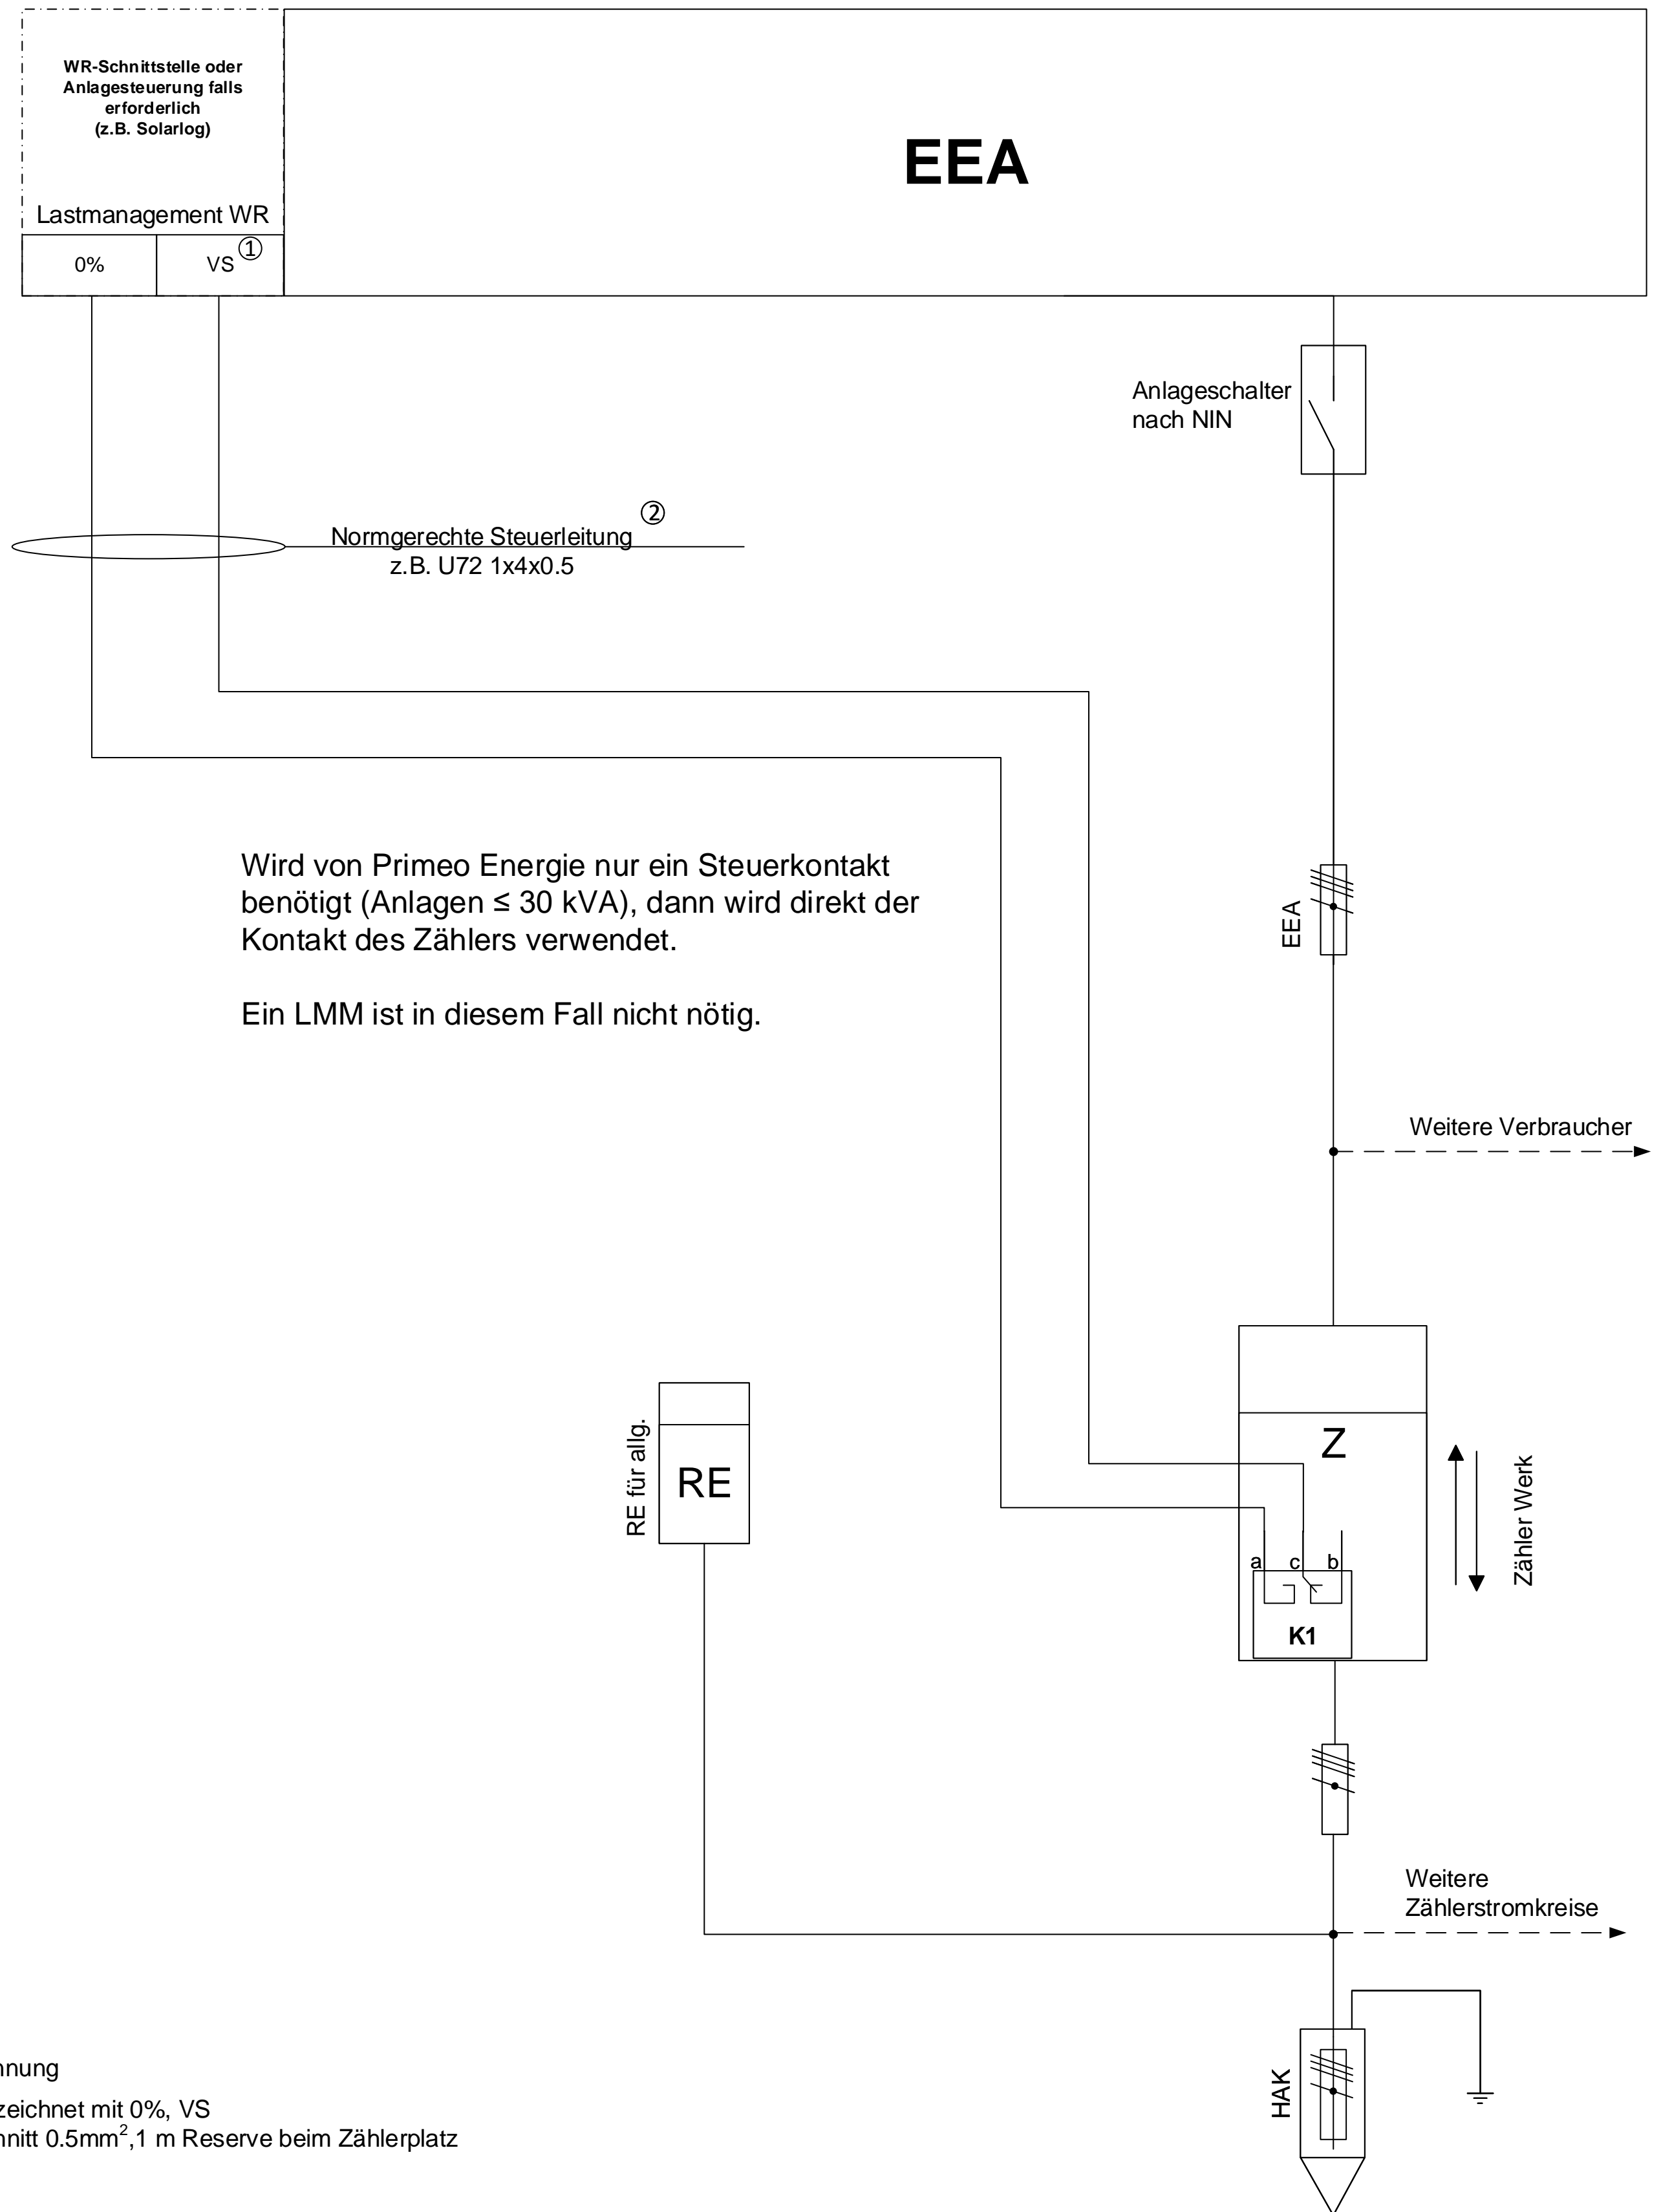 WR-Schnittstelle oder
Anlagesteuerung falls
erforderlich
(z.B. Solarlog)
EEA
Lastmanagement WR
0%
VS ①
Anlageschalter
nach NIN
Normgerechte Steuerleitung ②
z.B. U72 1x4x0.5
Wird von Primeo Energie nur ein Steuerkontakt
benötigt (Anlagen ≤ 30 kVA), dann wird direkt der
Kontakt des Zählers verwendet.
Ein LMM ist in diesem Fall nicht nötig.
EEA
Weitere Verbraucher
RE für allg.
RE
Z
Zähler Werk
a c b
K1
Weitere
Zählerstromkreise
HAK
nnung
zeichnet mit 0%, VS
nitt 0.5mm²,1 m Reserve beim Zählerplatz